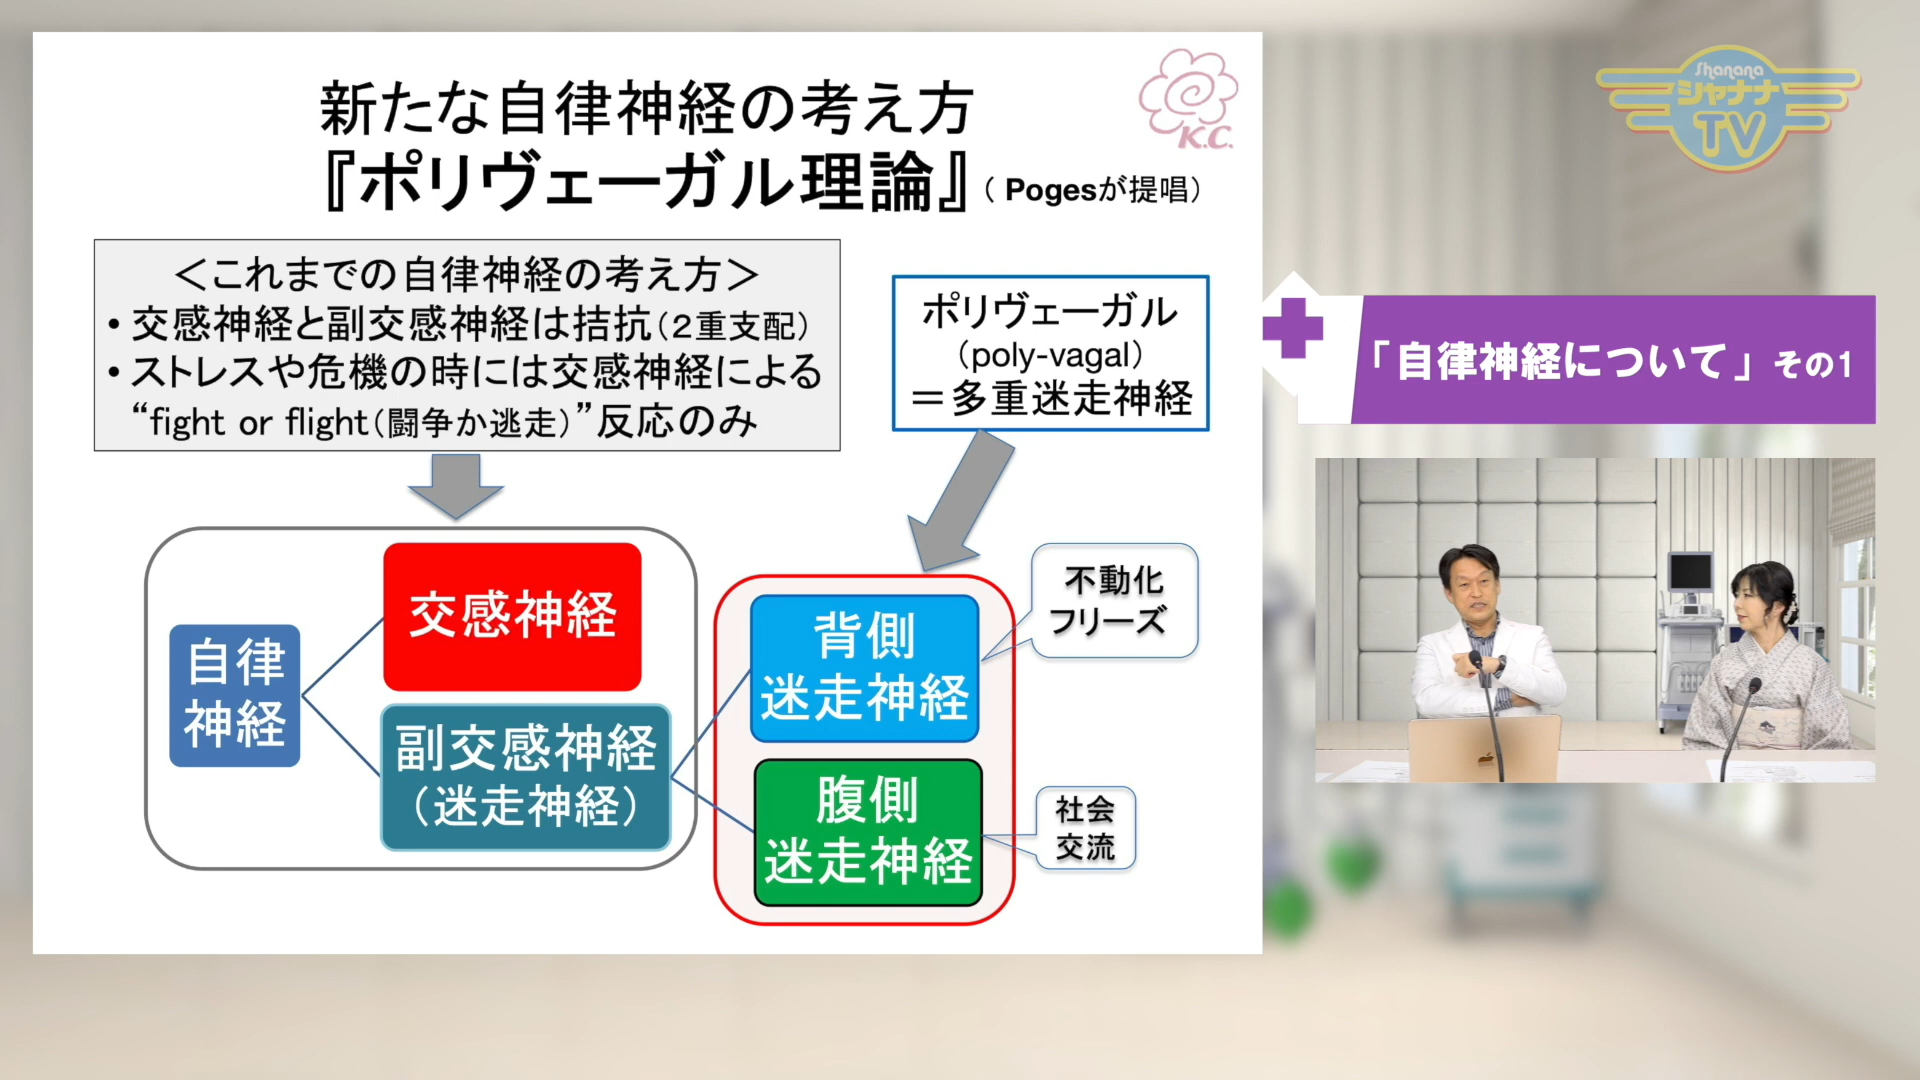 新たな自律神経の考え方
『ポリヴェーガル理論』( Pogesが提唱)
K.C.
<これまでの自律神経の考え方>
• 交感神経と副交感神経は拮抗(2重支配)
• ストレスや危機の時には交感神経による
“fight or flight(闘争か逃走)”反応のみ
ポリヴェーガル
(poly-vagal)
=多重迷走神経
自律
神経
交感神経
副交感神経
(迷走神経)
背側
迷走神経
腹側
迷走神経
不動化
フリーズ
社会
交流
Shanana
シャナナ
TV
「自律神経について」その1